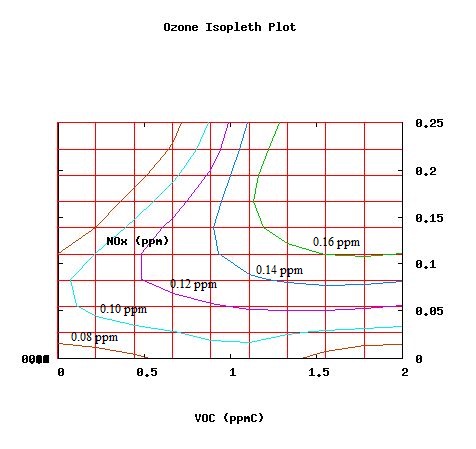 Ozone Isopleth Plot
0.25
0.2
0.15
NOx (ppm)
0.16 ppm
0.1
0.14 ppm
0.12 ppm
0.10 ppm
0.05
0.08 ppm
0
0 0.5 1 1.5 2
VOC (ppmC)